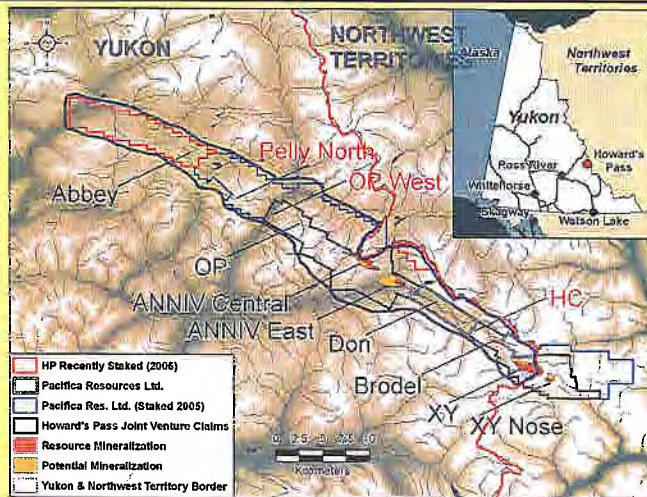 YUKON
NORTHWEST
TERRITORIES
Alaska
Northwest
Territories
Yukon
Ross River
Howard's
Pass
Whitehorse
Skagway
Watson Lake
Pelly North
OP West
Abbey
OP
ANNIV Central
ANNIV East
HC
Don
Brodel
XY
XY Nose
HP Recently Staked (2006)
Pacifica Resources Ltd.
Pacifica Res. Ltd. (Staked 2005)
Howard's Pass Joint Venture Claims
Resource Mineralization
Potential Mineralization
Yukon & Northwest Territory Border
Kilometers